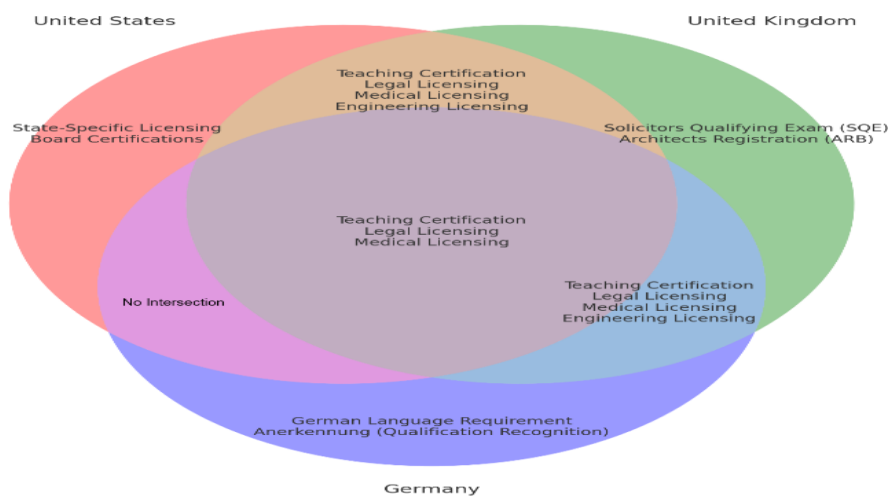 United States
United Kingdom
Teaching Certification
Legal Licensing
Medical Licensing
Engineering Licensing
State-Specific Licensing
Board Certifications
Solicitors Qualifying Exam (SQE)
Architects Registration (ARB)
Teaching Certification
Legal Licensing
Medical Licensing
No Intersection
Teaching Certification
Legal Licensing
Medical Licensing
Engineering Licensing
German Language Requirement
Anerkennung (Qualification Recognition)
Germany